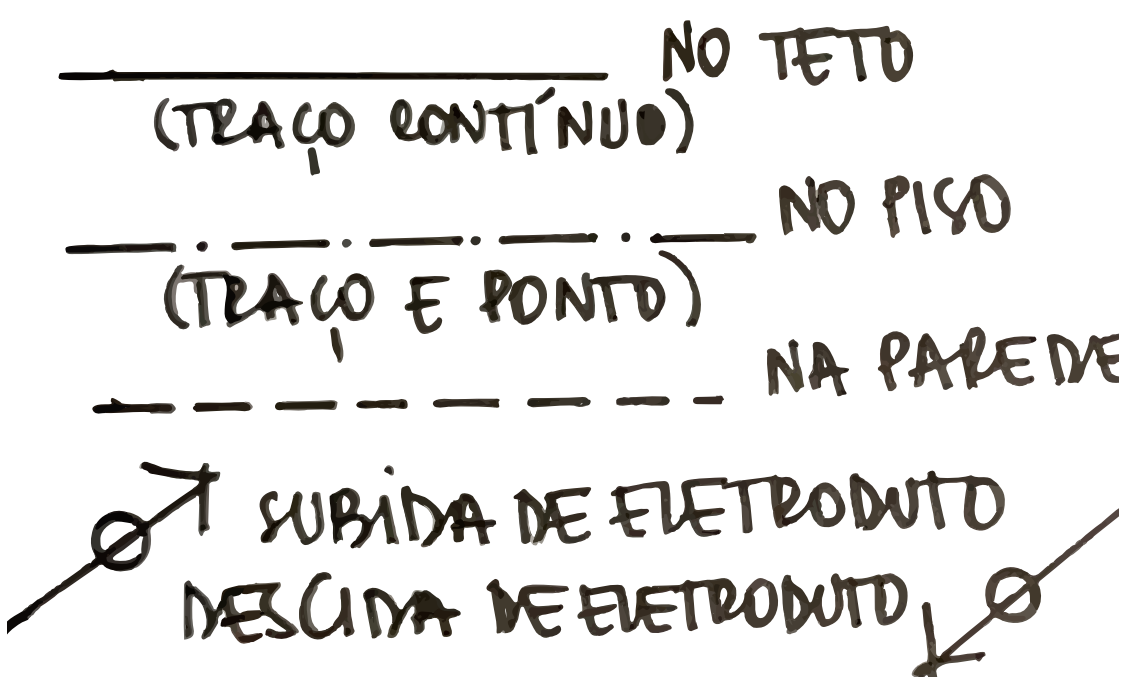 NO TETO
(TRAÇO CONTÍNUO)
NO PISO
(TRAÇO E PONTO)
NA PAREDE
SUBIDA DE ELETRODUTO
DESCIDA DE ELETRODUTO